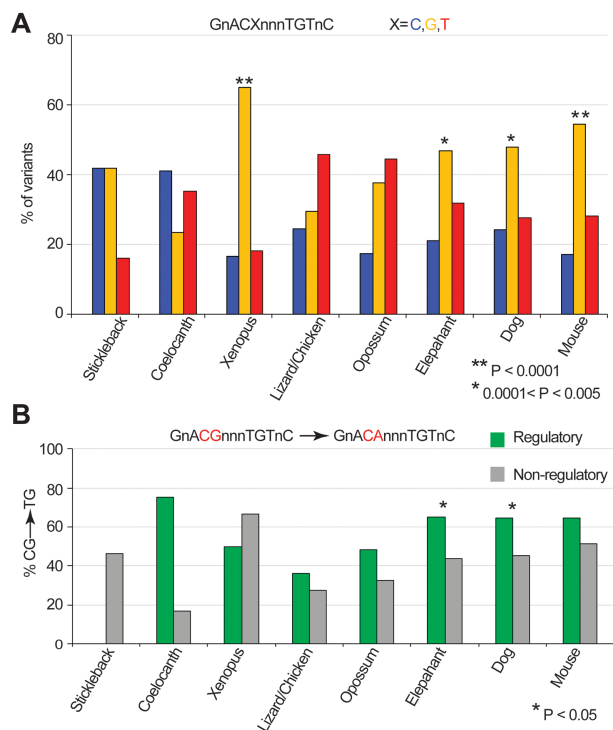 A
GnACXnnnTGTnC X=C,G,T
% of variants
80
60
40
20
0
** * * **
Stickleback
Coelocanth
Xenopus
Lizard/Chicken
Opossum
Elepahant
Dog
Mouse
** P < 0.0001
* 0.0001< P < 0.005
B
GnACGnnnTGTnC → GnACAnnnTGTnC
Regulatory
Non-regulatory
% CG→TG
100
80
60
40
20
0
* *
Stickleback
Coelocanth
Xenopus
Lizard/Chicken
Opossum
Elepahant
Dog
Mouse
* P < 0.05